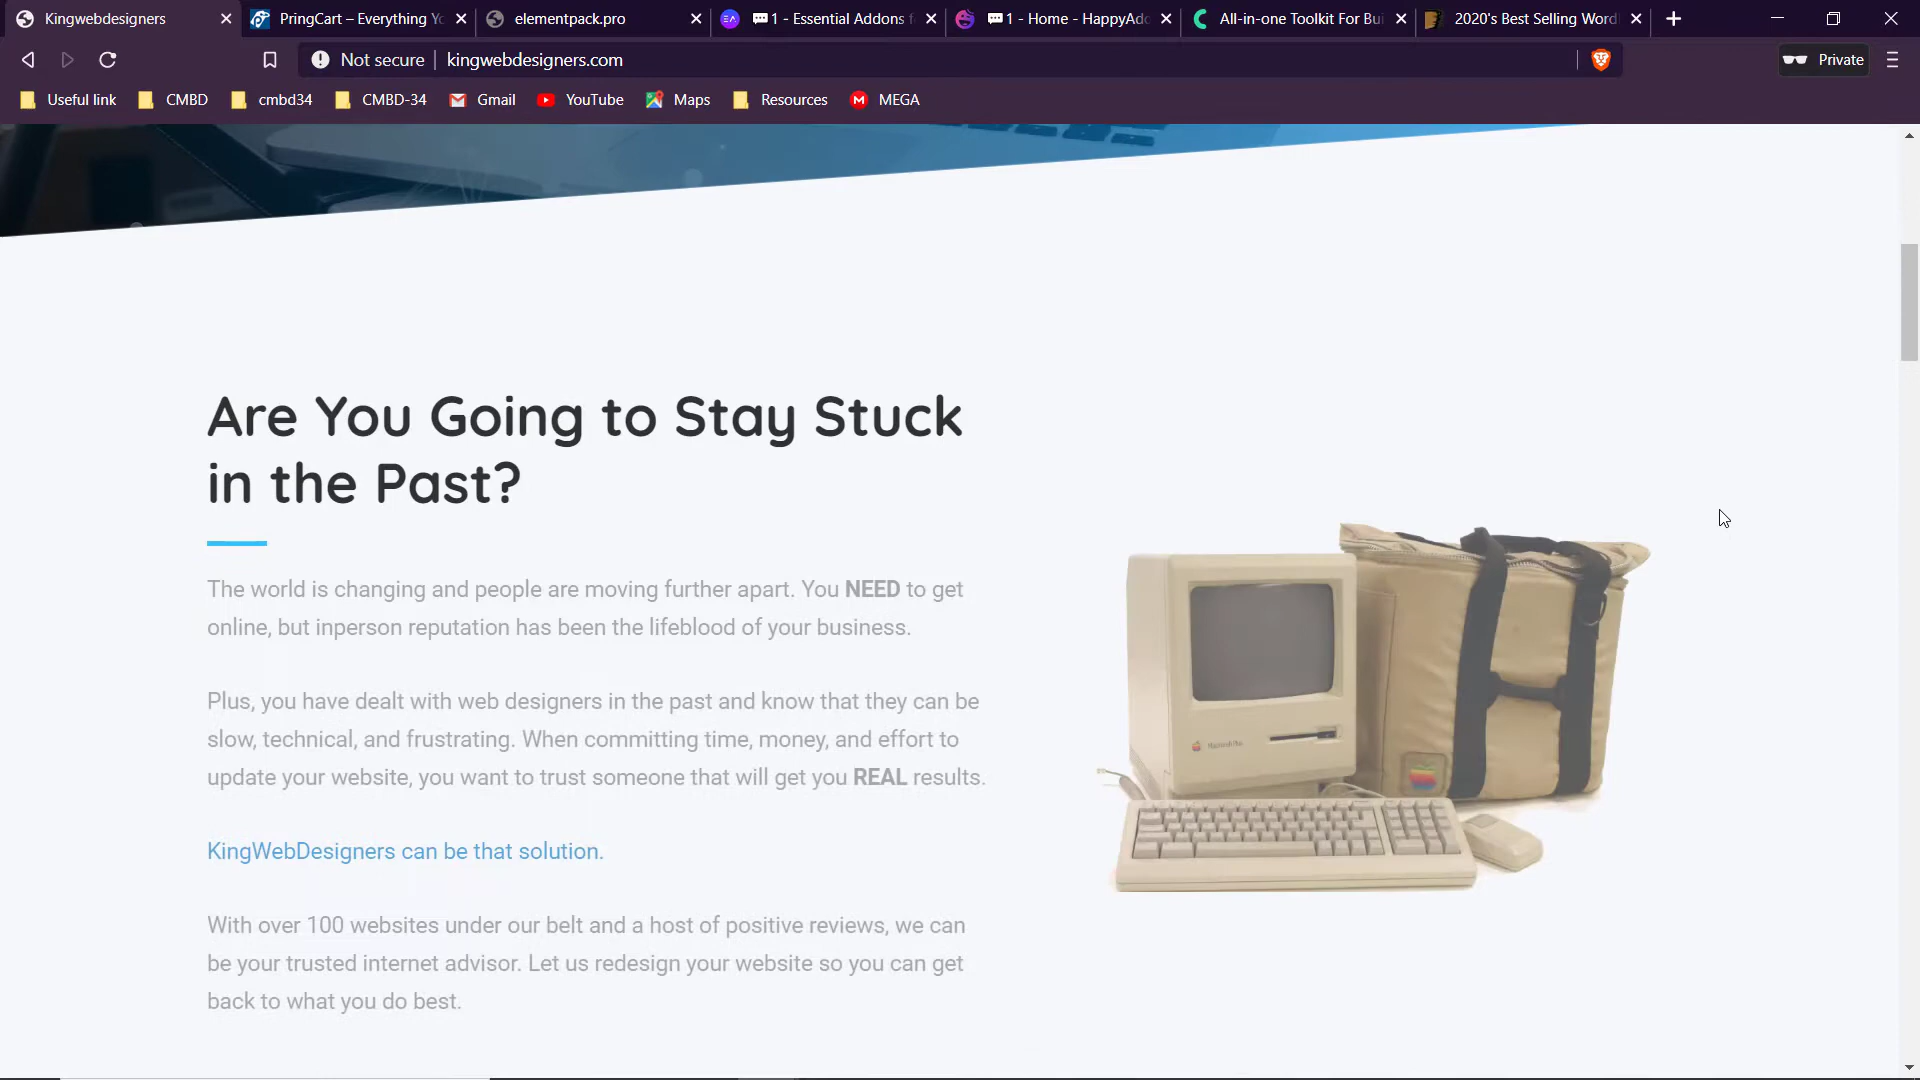 Kingwebdesigners
PringCart – Everything Yo
elementpack.pro
1 - Essential Addons f
1 - Home - HappyAdd
All-in-one Toolkit For Bui
2020's Best Selling Word
Not secure
kingwebdesigners.com
Private
Useful link
CMBD
cmbd34
CMBD-34
Gmail
YouTube
Maps
Resources
MEGA
Are You Going to Stay Stuck
in the Past?
The world is changing and people are moving further apart. You NEED to get
online, but inperson reputation has been the lifeblood of your business.
Plus, you have dealt with web designers in the past and know that they can be
slow, technical, and frustrating. When committing time, money, and effort to
update your website, you want to trust someone that will get you REAL results.
KingWebDesigners can be that solution.
With over 100 websites under our belt and a host of positive reviews, we can
be your trusted internet advisor. Let us redesign your website so you can get
back to what you do best.
Macintosh Plus